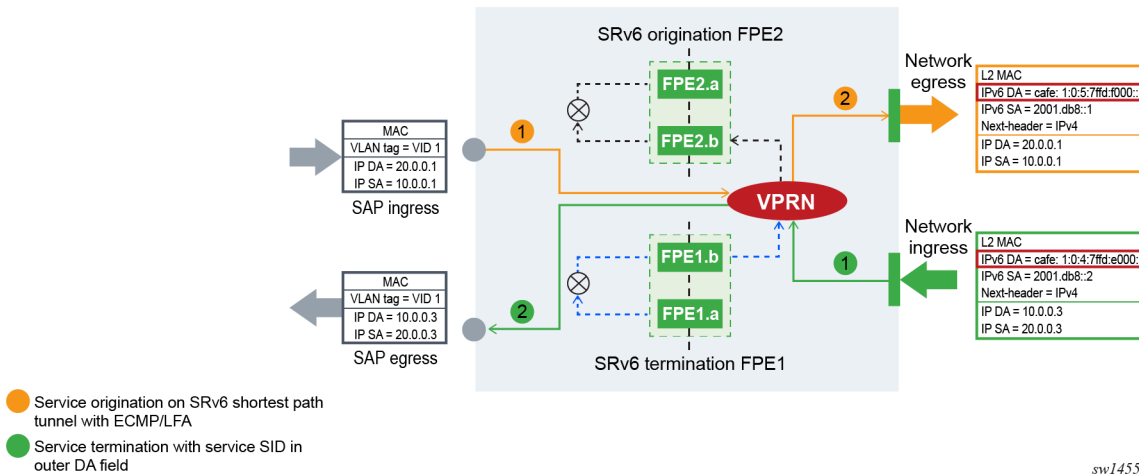 SRv6 origination FPE2
FPE2.a
FPE2.b
1
2
MAC
VLAN tag = VID 1
IP DA = 20.0.0.1
IP SA = 10.0.0.1
SAP ingress
VPRN
Network
egress
L2 MAC
IPv6 DA = cafe: 1:0:5:7ffd:f000::
IPv6 SA = 2001.db8::1
Next-header = IPv4
IP DA = 20.0.0.1
IP SA = 10.0.0.1
Network
ingress
L2 MAC
IPv6 DA = cafe: 1:0:4:7ffd:e000::
IPv6 SA = 2001.db8::2
Next-header = IPv4
IP DA = 10.0.0.3
IP SA = 20.0.0.3
1
FPE1.b
FPE1.a
2
MAC
VLAN tag = VID 1
IP DA = 10.0.0.3
IP SA = 20.0.0.3
SAP egress
SRv6 termination FPE1
Service origination on SRv6 shortest path
tunnel with ECMP/LFA
Service termination with service SID in
outer DA field
sw1455